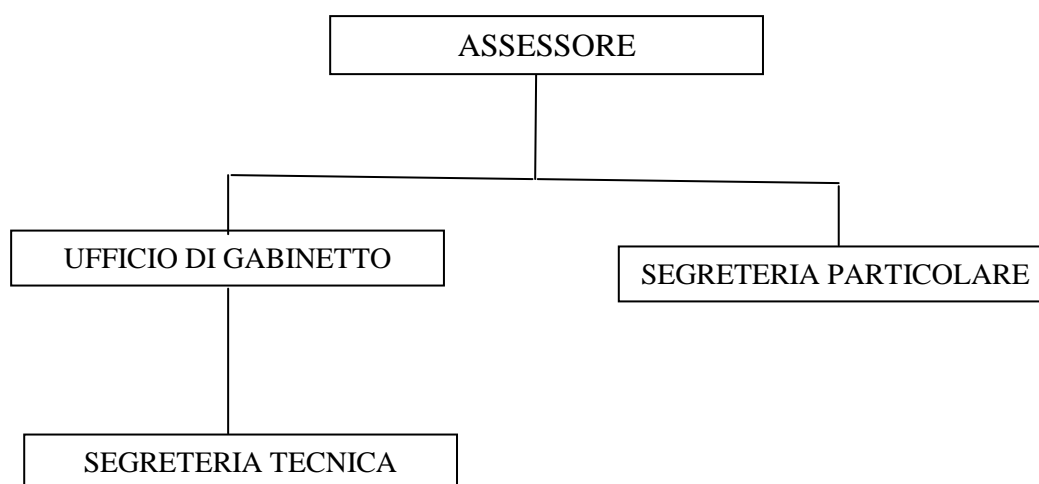 ASSESSORE
UFFICIO DI GABINETTO
SEGRETERIA PARTICOLARE
SEGRETERIA TECNICA